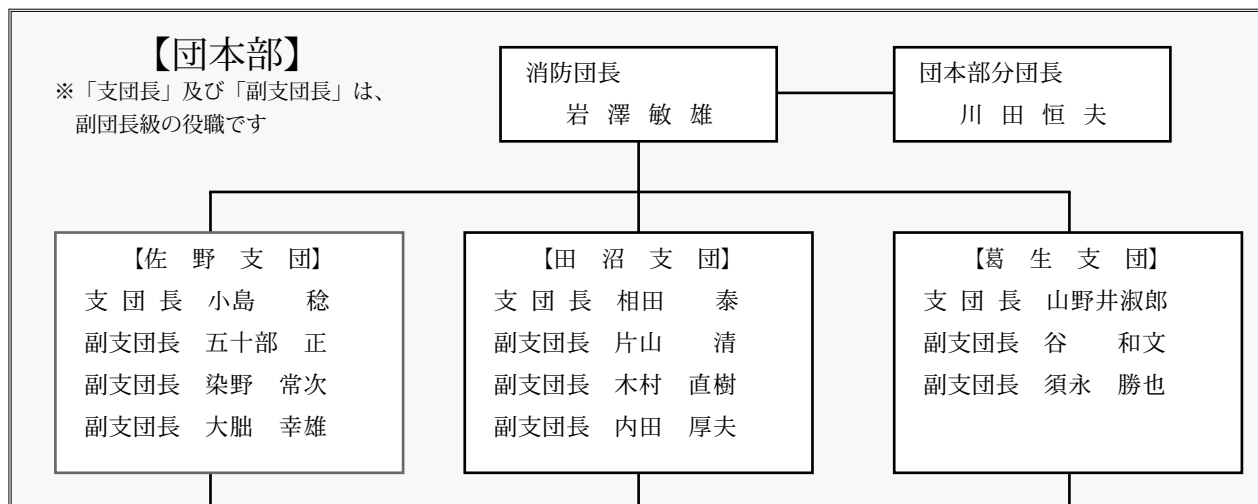 【団本部】
※「支団長」及び「副支団長」は、
副団長級の役職です
消防団長
岩澤敏雄
団本部分団長
川田恒夫
【佐野支団】
支団長 小島 稔
副支団長 五十部 正
副支団長 染野 常次
副支団長 大朏 幸雄
【田沼支団】
支団長 相田 泰
副支団長 片山 清
副支団長 木村 直樹
副支団長 内田 厚夫
【葛生支団】
支団長 山野井淑郎
副支団長 谷 和文
副支団長 須永 勝也